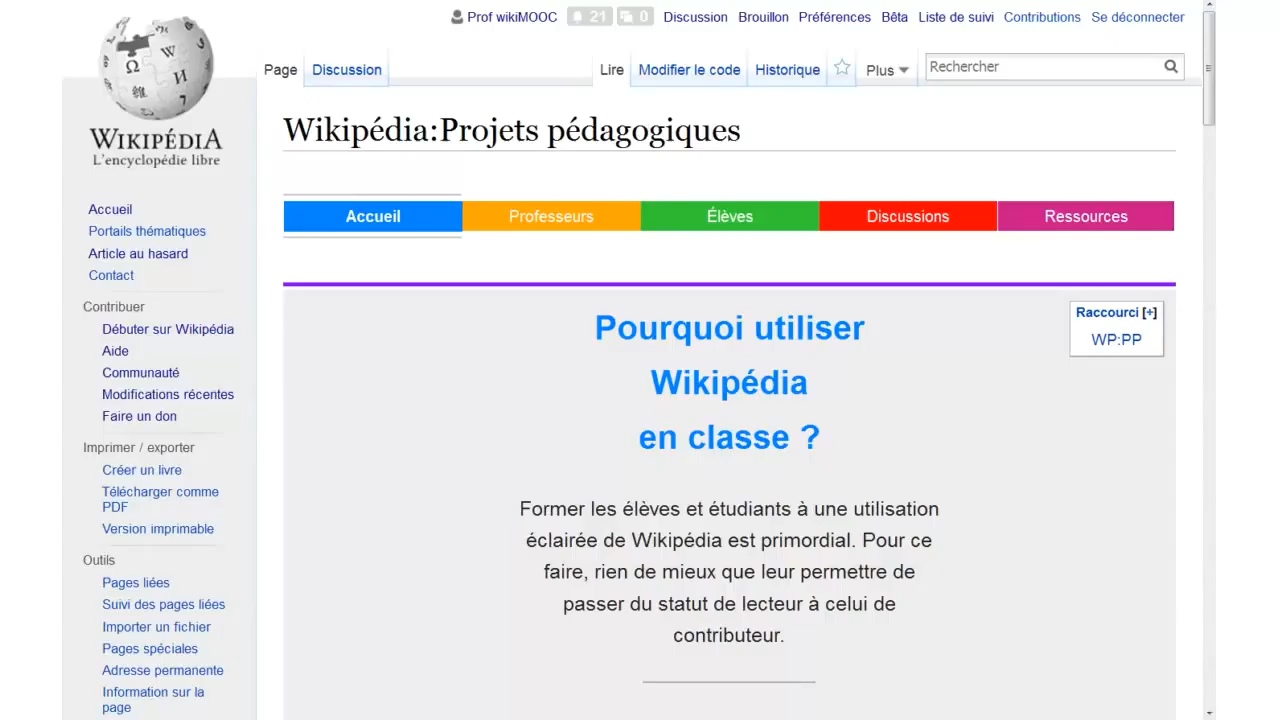 Prof wikiMOOC 21 0 Discussion Brouillon Préférences Bêta Liste de suivi Contributions Se déconnecter
Page Discussion Lire Modifier le code Historique Plus Rechercher
WIKIPÉDIA
L'encyclopédie libre
Wikipédia:Projets pédagogiques
Accueil Professeurs Élèves Discussions Ressources
Accueil
Portails thématiques
Article au hasard
Contact
Contribuer
Débuter sur Wikipédia
Aide
Communauté
Modifications récentes
Faire un don
Imprimer / exporter
Créer un livre
Télécharger comme
PDF
Version imprimable
Outils
Pages liées
Suivi des pages liées
Importer un fichier
Pages spéciales
Adresse permanente
Information sur la
page
Raccourci [+]
WP:PP
Pourquoi utiliser
Wikipédia
en classe ?
Former les élèves et étudiants à une utilisation
éclairée de Wikipédia est primordial. Pour ce
faire, rien de mieux que leur permettre de
passer du statut de lecteur à celui de
contributeur.